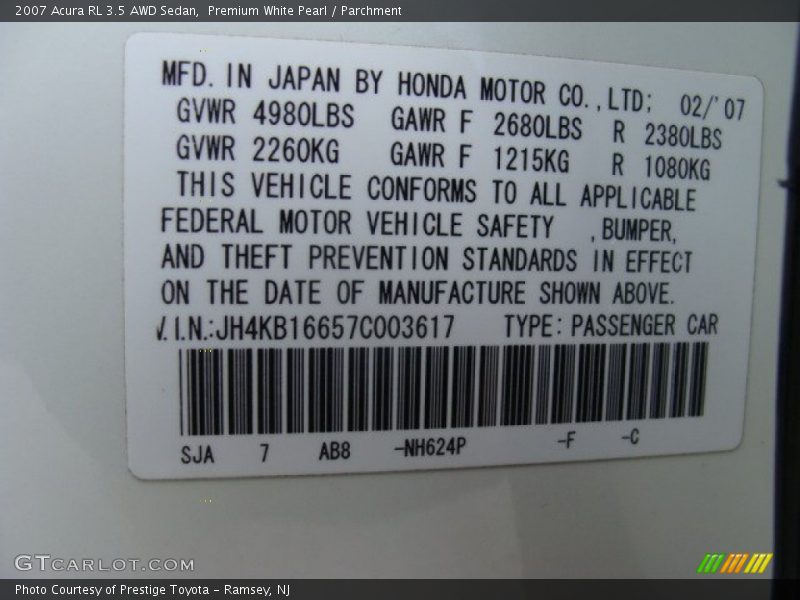 2007 Acura RL 3.5 AWD Sedan,  Premium White Pearl / Parchment
MFD. IN JAPAN BY HONDA MOTOR CO.,LTD; 02/'07
GVWR 4980LBS GAWR F 2680LBS R 2380LBS
GVWR 2260KG GAWR F 1215KG R 1080KG
THIS VEHICLE CONFORMS TO ALL APPLICABLE
FEDERAL MOTOR VEHICLE SAFETY ,BUMPER,
AND THEFT PREVENTION STANDARDS IN EFFECT
ON THE DATE OF MANUFACTURE SHOWN ABOVE.
V.I.N.:JH4KB16657C003617 TYPE: PASSENGER CAR
SJA 7 AB8 -NH624P -F -C
GTCARLOT.COM
Photo Courtesy of Prestige Toyota - Ramsey, NJ